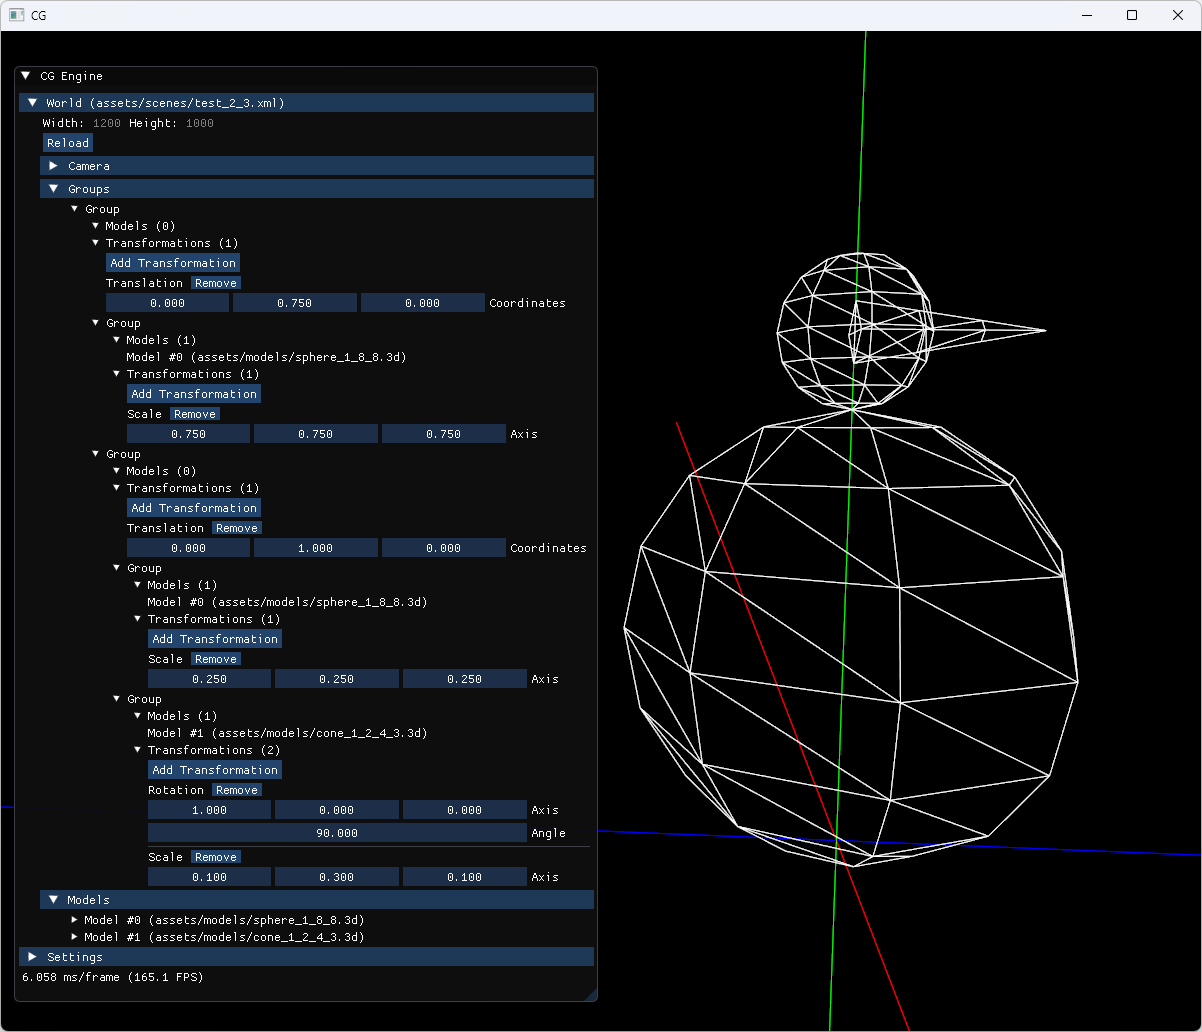 CG
CG Engine
World (assets/scenes/test_2_3.xml)
Width: 1200 Height: 1000
Reload
Camera
Groups
Group
Models (0)
Transformations (1)
Add Transformation
Translation Remove
0.000 0.750 0.000 Coordinates
Group
Models (1)
Model #0 (assets/models/sphere_1_8_8.3d)
Transformations (1)
Add Transformation
Scale Remove
0.750 0.750 0.750 Axis
Group
Models (0)
Transformations (1)
Add Transformation
Translation Remove
0.000 1.000 0.000 Coordinates
Group
Models (1)
Model #0 (assets/models/sphere_1_8_8.3d)
Transformations (1)
Add Transformation
Scale Remove
0.250 0.250 0.250 Axis
Group
Models (1)
Model #1 (assets/models/cone_1_2_4_3.3d)
Transformations (2)
Add Transformation
Rotation Remove
1.000 0.000 0.000 Axis
90.000 Angle
Scale Remove
0.100 0.300 0.100 Axis
Models
Model #0 (assets/models/sphere_1_8_8.3d)
Model #1 (assets/models/cone_1_2_4_3.3d)
Settings
6.058 ms/frame (165.1 FPS)